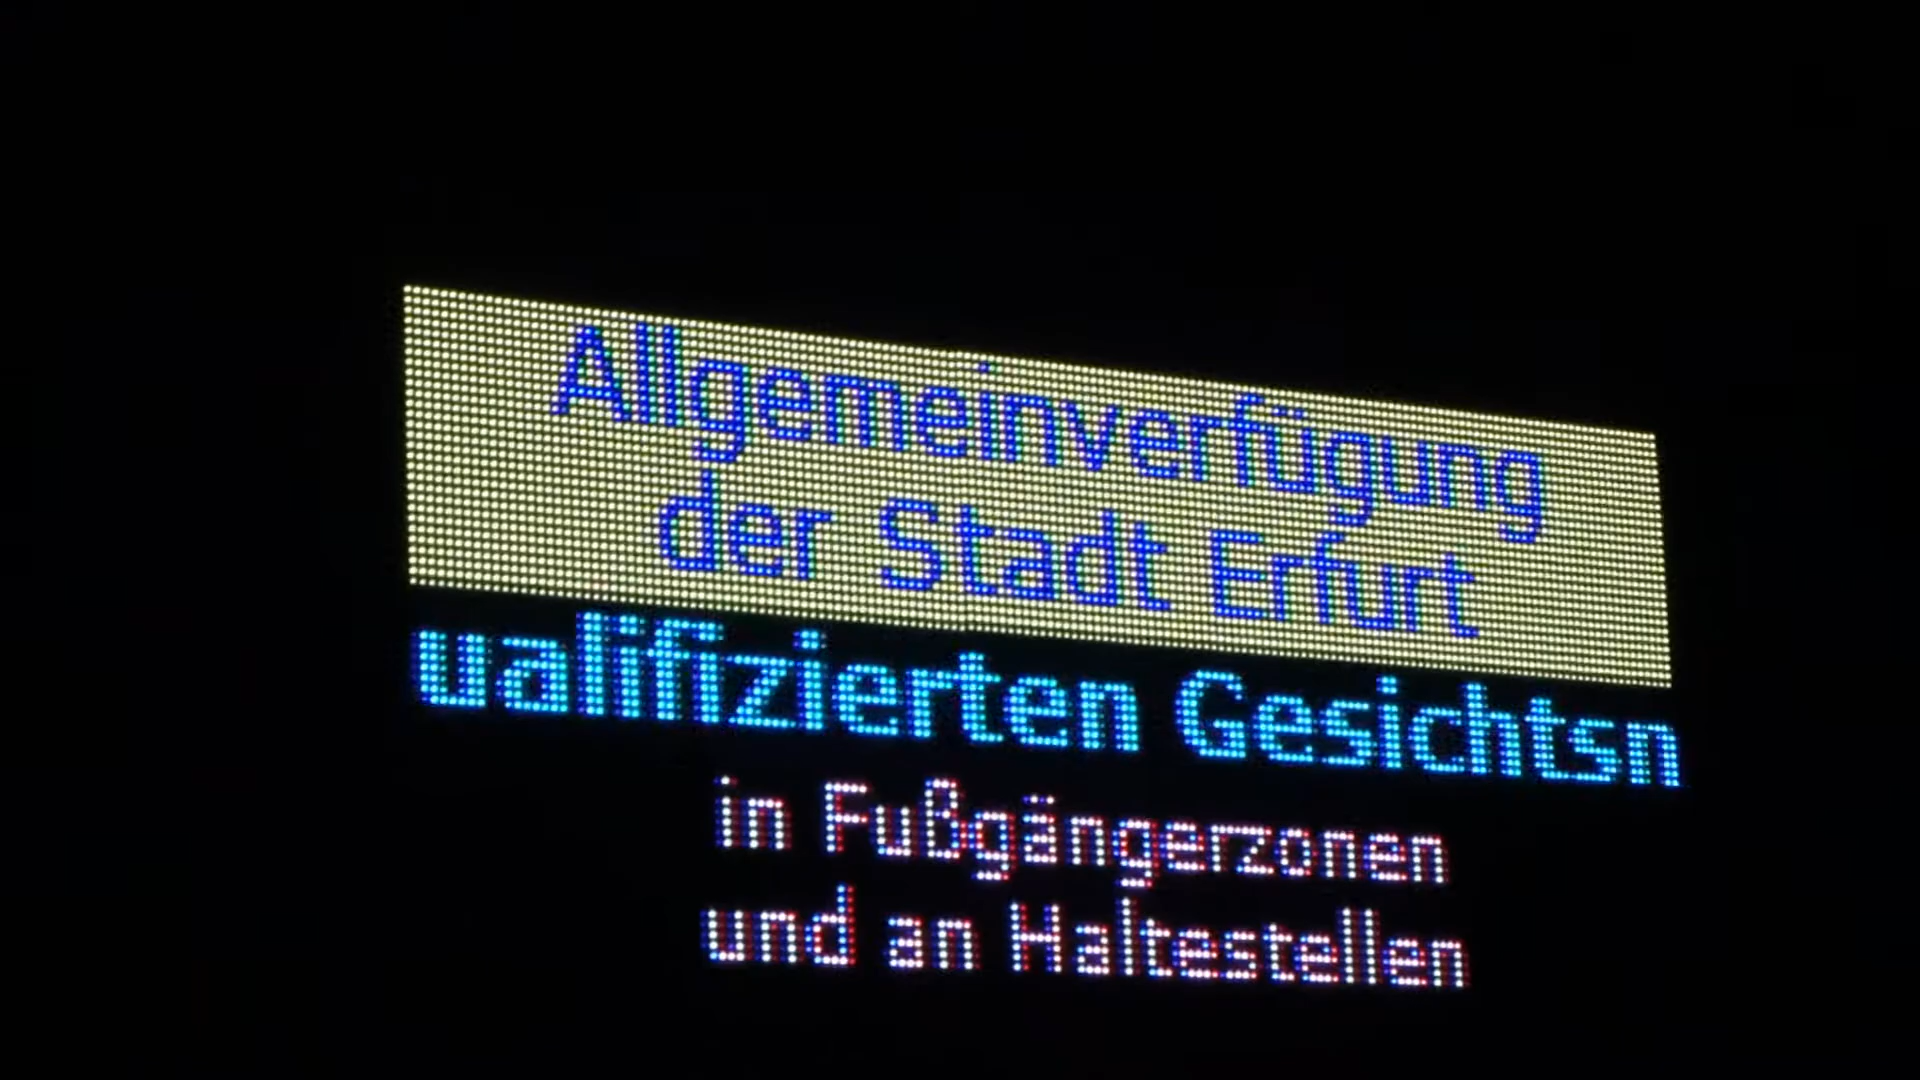 Allgemeinverfügung
der Stadt Erfurt
ualifizierten Gesichtsn
in Fußgängerzonen
und an Haltestellen